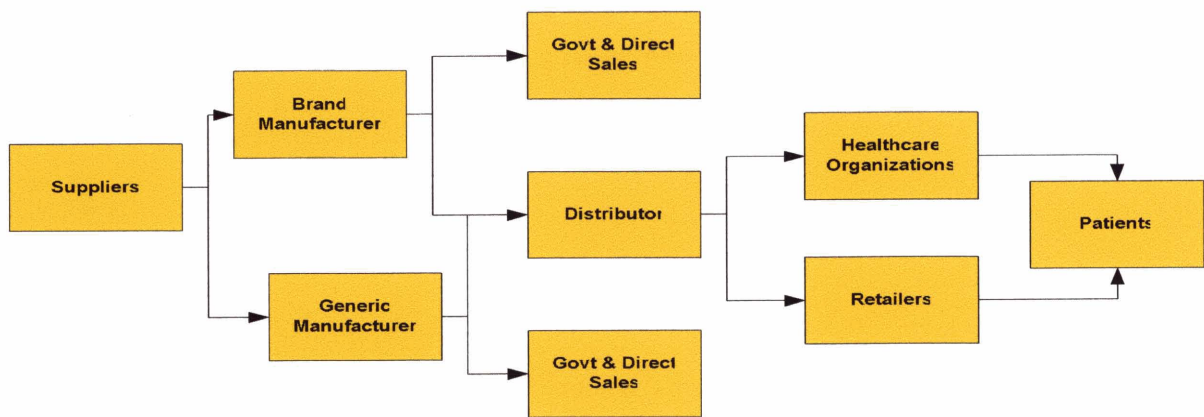 Govt & Direct
Sales
Brand
Manufacturer
Healthcare
Organizations
Suppliers
Distributor
Patients
Generic
Manufacturer
Retailers
Govt & Direct
Sales